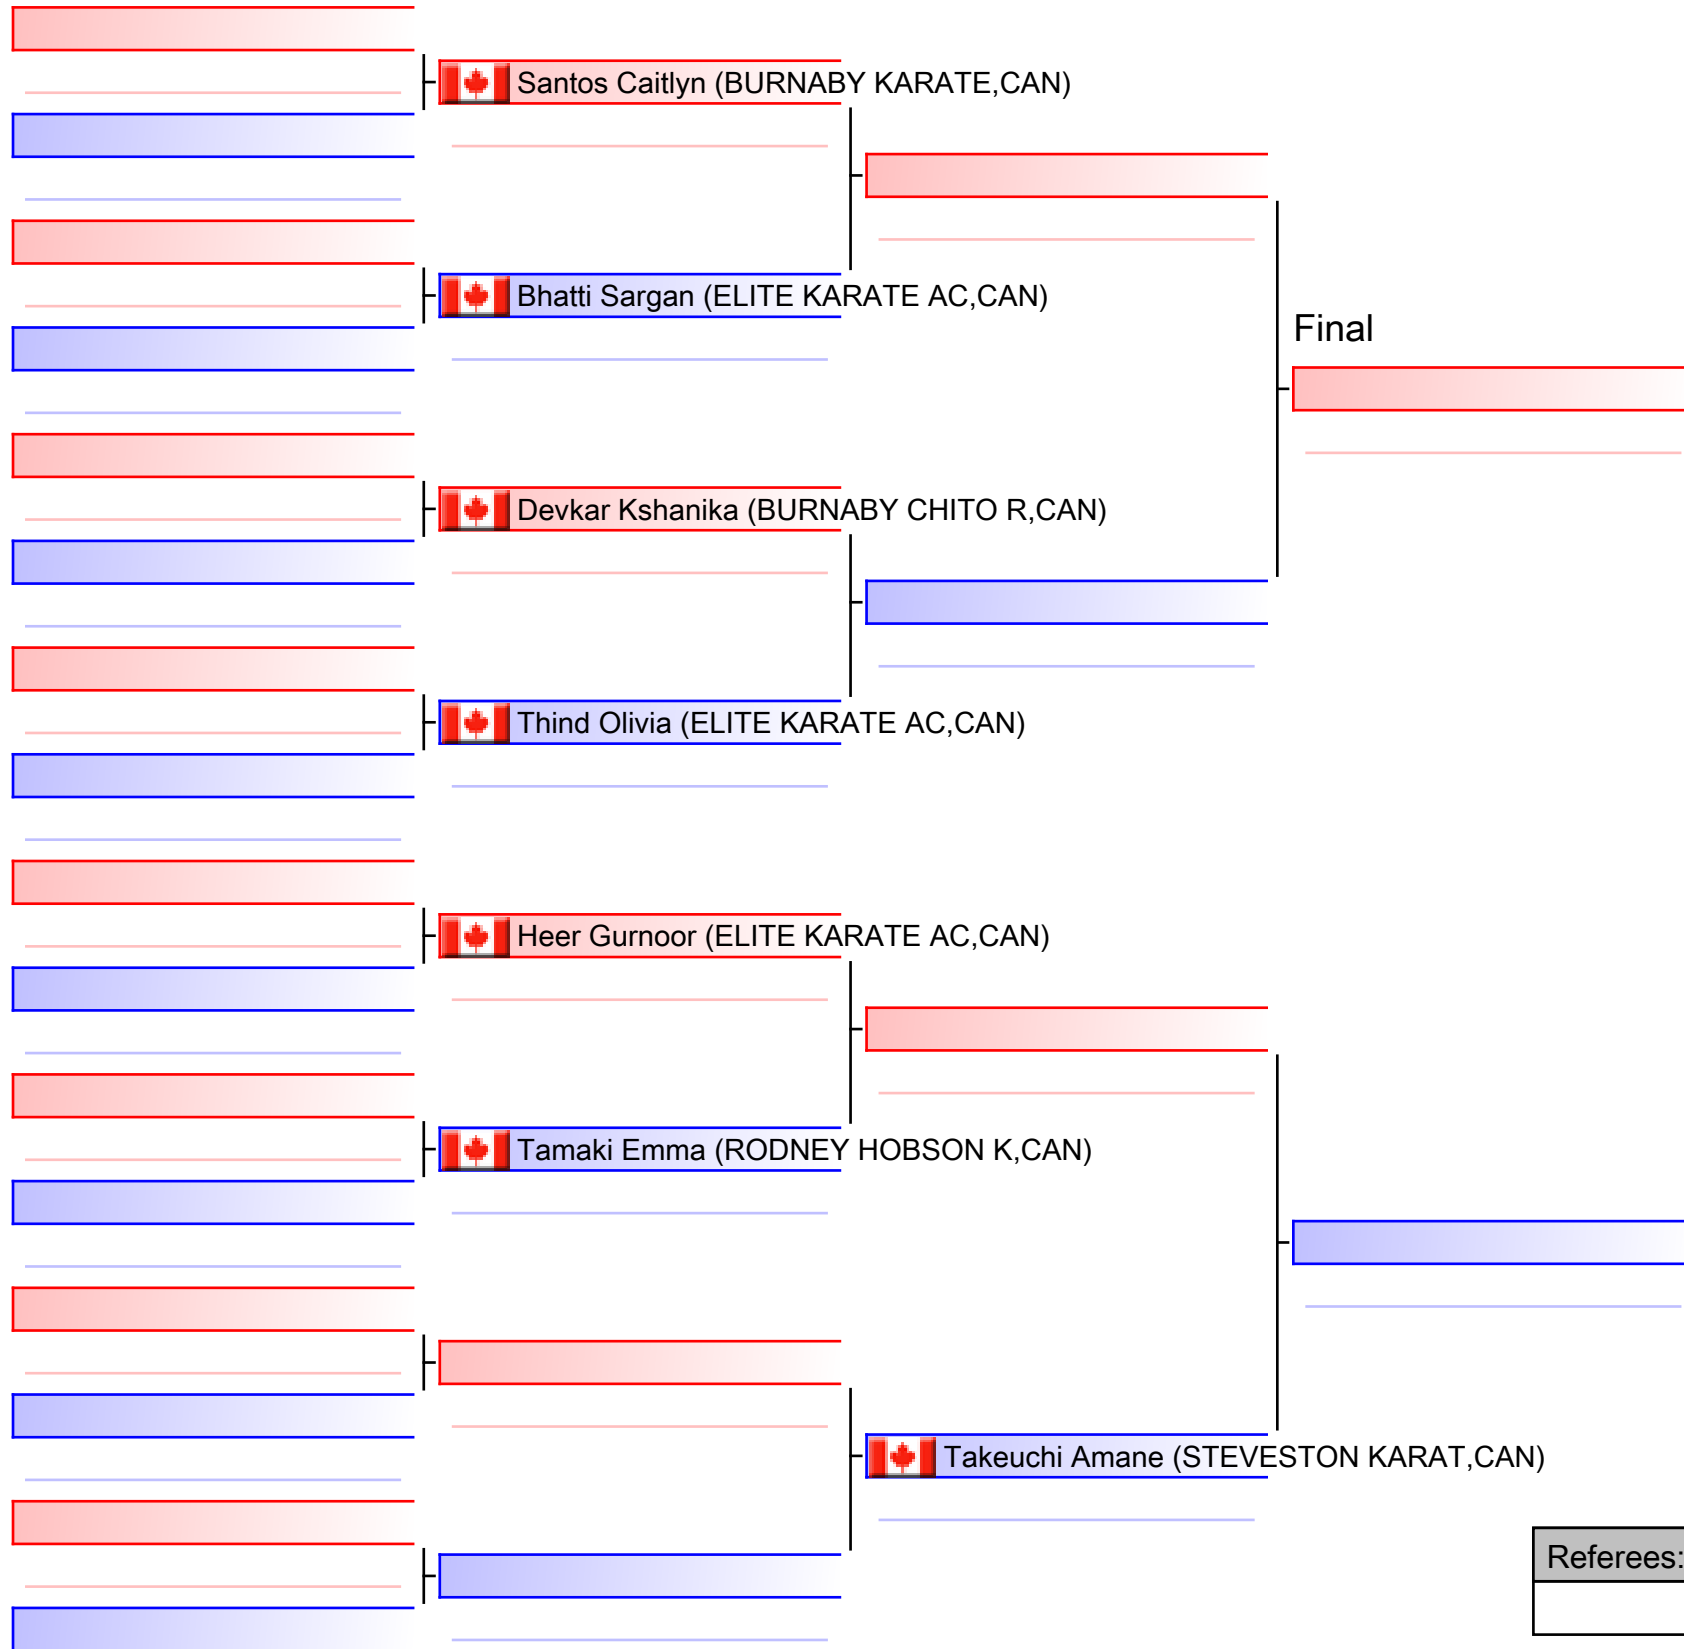 Santos Caitlyn (BURNABY KARATE,CAN)
Bhatti Sargan (ELITE KARATE AC,CAN)
Final
Devkar Kshanika (BURNABY CHITO R,CAN)
Thind Olivia (ELITE KARATE AC,CAN)
Heer Gurnoor (ELITE KARATE AC,CAN)
Tamaki Emma (RODNEY HOBSON K,CAN)
Takeuchi Amane (STEVESTON KARAT,CAN)
Referees: